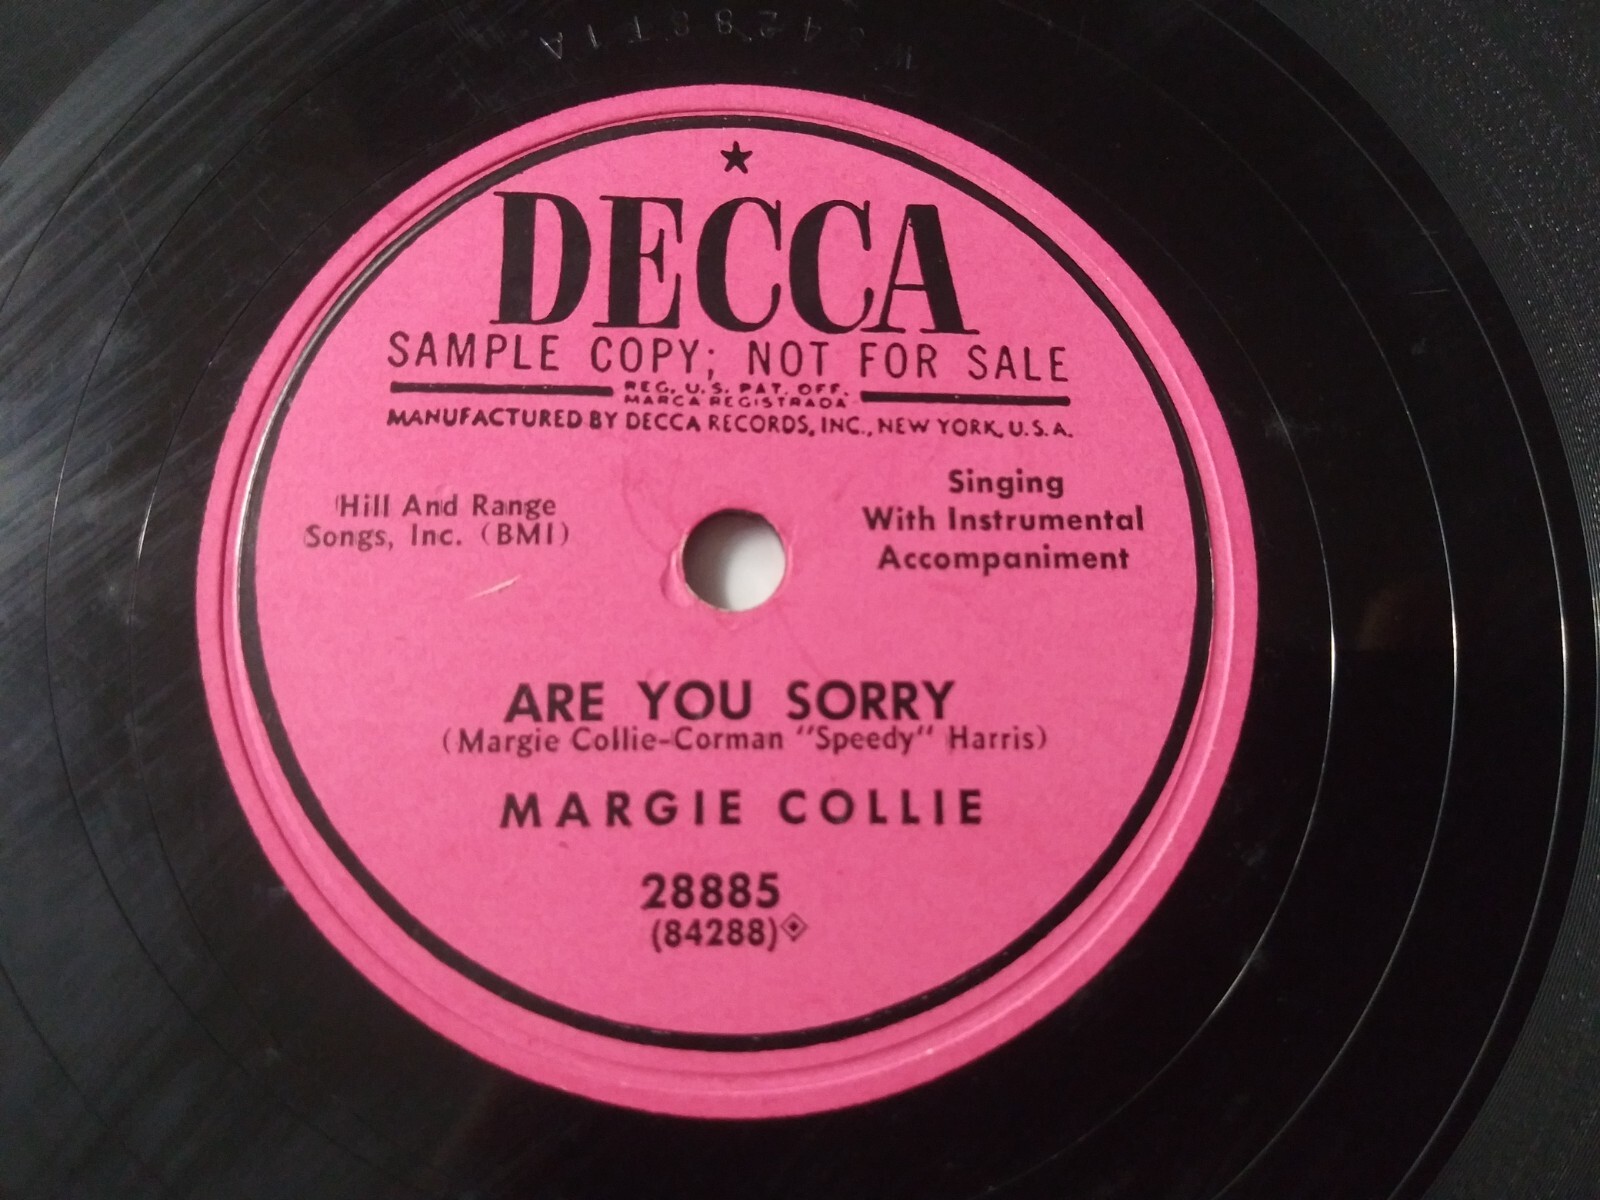 DECCA
SAMPLE COPY; NOT FOR SALE
REG. U.S. PAT. OFF.
MARCA REGISTRADA
MANUFACTURED BY DECCA RECORDS, INC., NEW YORK, U.S.A.
Hill And Range
Songs, Inc. (BMI)
Singing
With Instrumental
Accompaniment
ARE YOU SORRY
(Margie Collie-Corman "Speedy" Harris)
MARGIE COLLIE
28885
(84288)